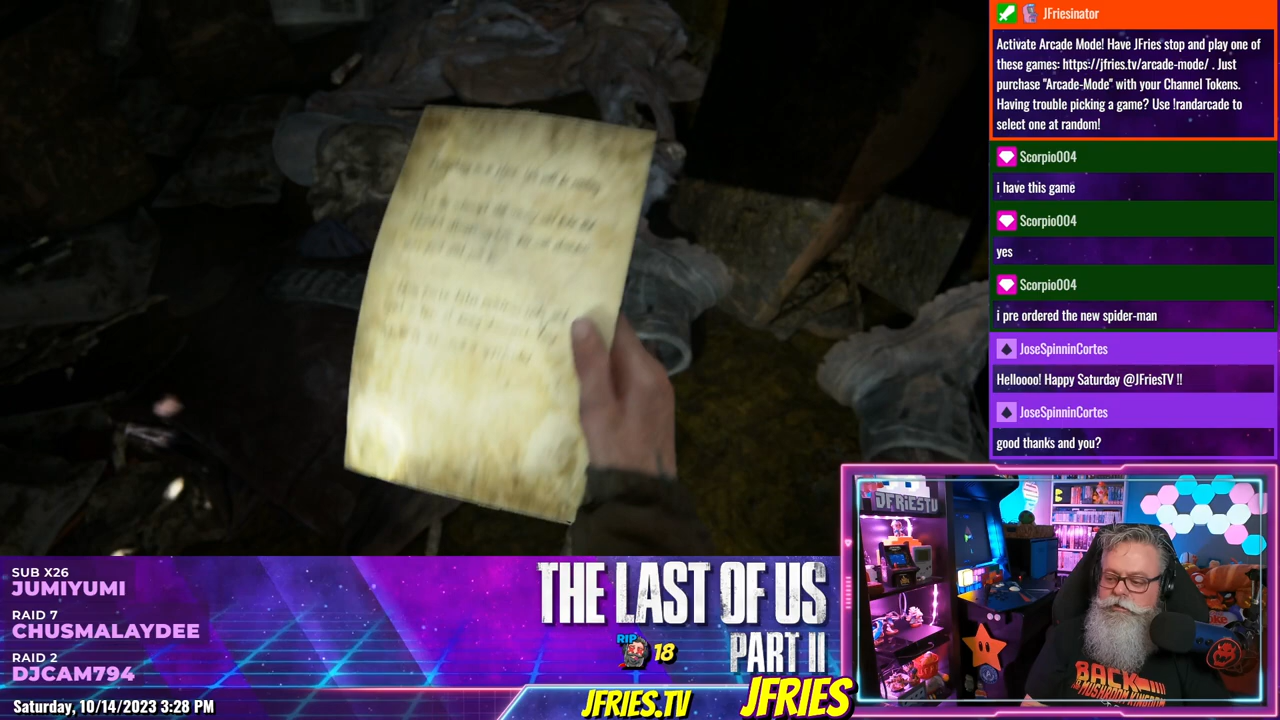 JFriesinator
Activate Arcade Mode! Have JFries stop and play one of
these games: https://jfries.tv/arcade-mode/ . Just
purchase "Arcade-Mode" with your Channel Tokens.
Having trouble picking a game? Use !randarcade to
select one at random!
Scorpio004
i have this game
Scorpio004
yes
Scorpio004
i pre ordered the new spider-man
JoseSpinninCortes
Helloooo! Happy Saturday @JFriesTV !!
JoseSpinninCortes
good thanks and you?
JFRIESTV
BACK
MUSHROOM KINGDOM
SUB X26
JUMIYUMI
RAID 7
CHUSMALAYDEE
RAID 2
DJCAM794
THE LAST OF US
PART II
RIP
18
JFRIES.TV
JFRIES
Saturday, 10/14/2023 3:28 PM